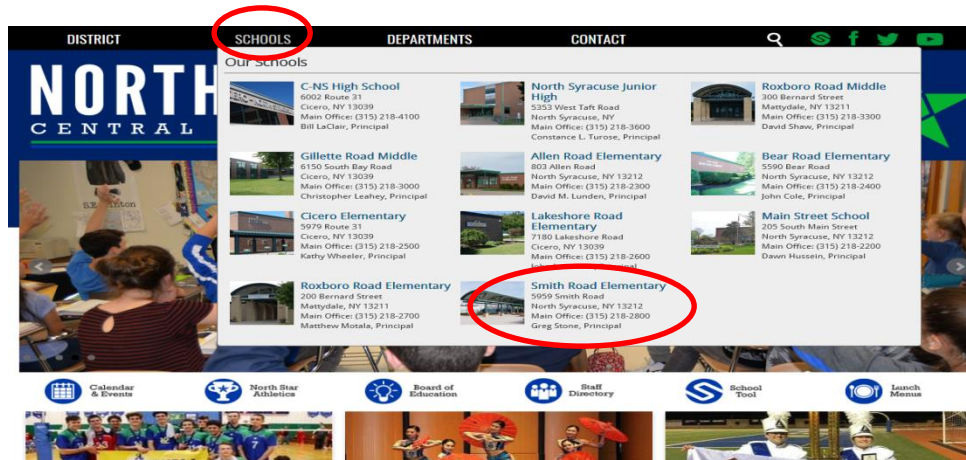 DISTRICT
SCHOOLS
DEPARTMENTS
CONTACT
NORTH
CENTRAL
Our Schools
C-NS High School
6002 Route 31
Cicero, NY 13039
Main Office: (315) 218-4100
Bill LaClair, Principal
North Syracuse Junior
High
5353 West Taft Road
North Syracuse, NY
Main Office: (315) 218-3600
Constance L. Turose, Principal
Roxboro Road Middle
300 Bernard Street
Mattydale, NY 13211
Main Office: (315) 218-3300
David Shaw, Principal
Gillette Road Middle
6150 South Bay Road
Cicero, NY 13039
Main Office: (315) 218-3000
Christopher Leahey, Principal
Allen Road Elementary
803 Allen Road
North Syracuse, NY 13212
Main Office: (315) 218-2300
David M. Lunden, Principal
Bear Road Elementary
5590 Bear Road
North Syracuse, NY 13212
Main Office: (315) 218-2400
John Cole, Principal
Cicero Elementary
5979 Route 31
Cicero, NY 13039
Main Office: (315) 218-2500
Kathy Wheeler, Principal
Lakeshore Road
Elementary
7180 Lakeshore Road
Cicero, NY 13039
Main Office: (315) 218-2600
Principal
Main Street School
205 South Main Street
North Syracuse, NY 13212
Main Office: (315) 218-2200
Dawn Hussein, Principal
Roxboro Road Elementary
200 Bernard Street
Mattydale, NY 13211
Main Office: (315) 218-2700
Matthew Motala, Principal
Smith Road Elementary
5959 Smith Road
North Syracuse, NY 13212
Main Office: (315) 218-2800
Greg Stone, Principal
Calendar
& Events
North Star
Athletics
Board of
Education
Staff
Directory
School
Tool
Lunch
Menus